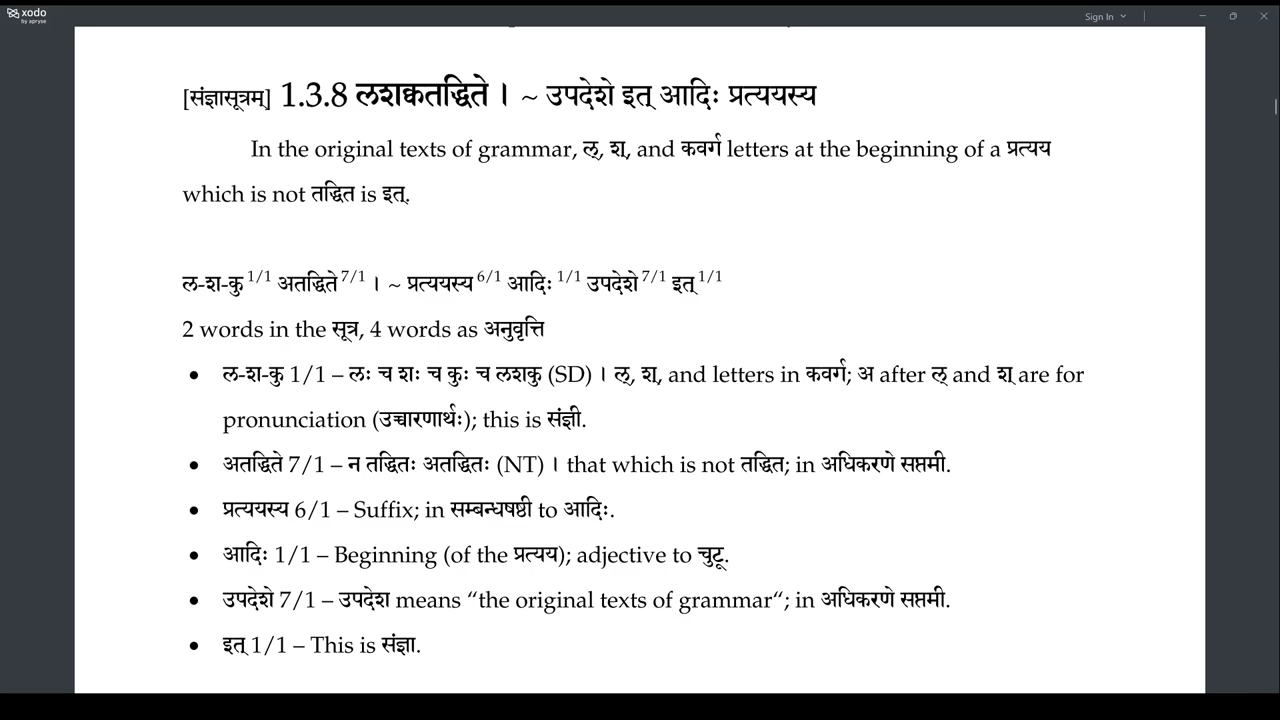 xodo
by apryse
Sign In
[संज्ञासूत्रम्] 1.3.8 लशक्वतद्धिते । ~ उपदेशे इत् आदिः प्रत्ययस्य
In the original texts of grammar, ल्, श्, and कवर्ग letters at the beginning of a प्रत्यय
which is not तद्धित is इत्.
ल-श-कु 1/1 अतद्धिते 7/1 । ~ प्रत्ययस्य 6/1 आदिः 1/1 उपदेशे 7/1 इत् 1/1
2 words in the सूत्र, 4 words as अनुवृत्ति
• ल-श-कु 1/1 – लः च शः च कुः च लशकु (SD) । ल्, श्, and letters in कवर्ग; अ after ल् and श् are for
pronunciation (उच्चारणार्थः); this is संज्ञी.
• अतद्धिते 7/1 – न तद्धितः अतद्धितः (NT) । that which is not तद्धित; in अधिकरणे सप्तमी.
• प्रत्ययस्य 6/1 – Suffix; in सम्बन्धषष्ठी to आदिः.
• आदिः 1/1 – Beginning (of the प्रत्यय); adjective to चुटू.
• उपदेशे 7/1 – उपदेश means “the original texts of grammar“; in अधिकरणे सप्तमी.
• इत् 1/1 – This is संज्ञा.